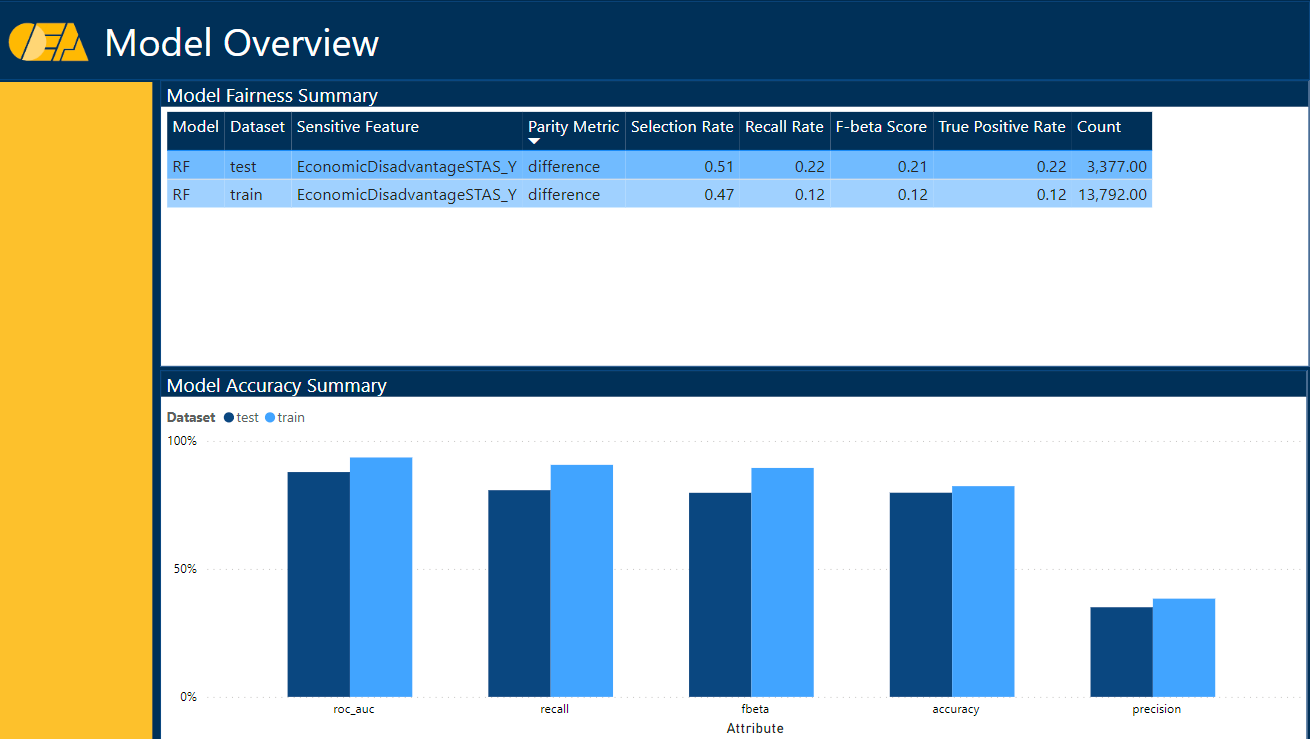 OEA Model Overview
Model Fairness Summary
Model Dataset Sensitive Feature Parity Metric Selection Rate Recall Rate F-beta Score True Positive Rate Count
RF test EconomicDisadvantageSTAS_Y difference 0.51 0.22 0.21 0.22 3,377.00
RF train EconomicDisadvantageSTAS_Y difference 0.47 0.12 0.12 0.12 13,792.00
Model Accuracy Summary
Dataset test train
100%
50%
0%
roc_auc recall fbeta accuracy precision
Attribute